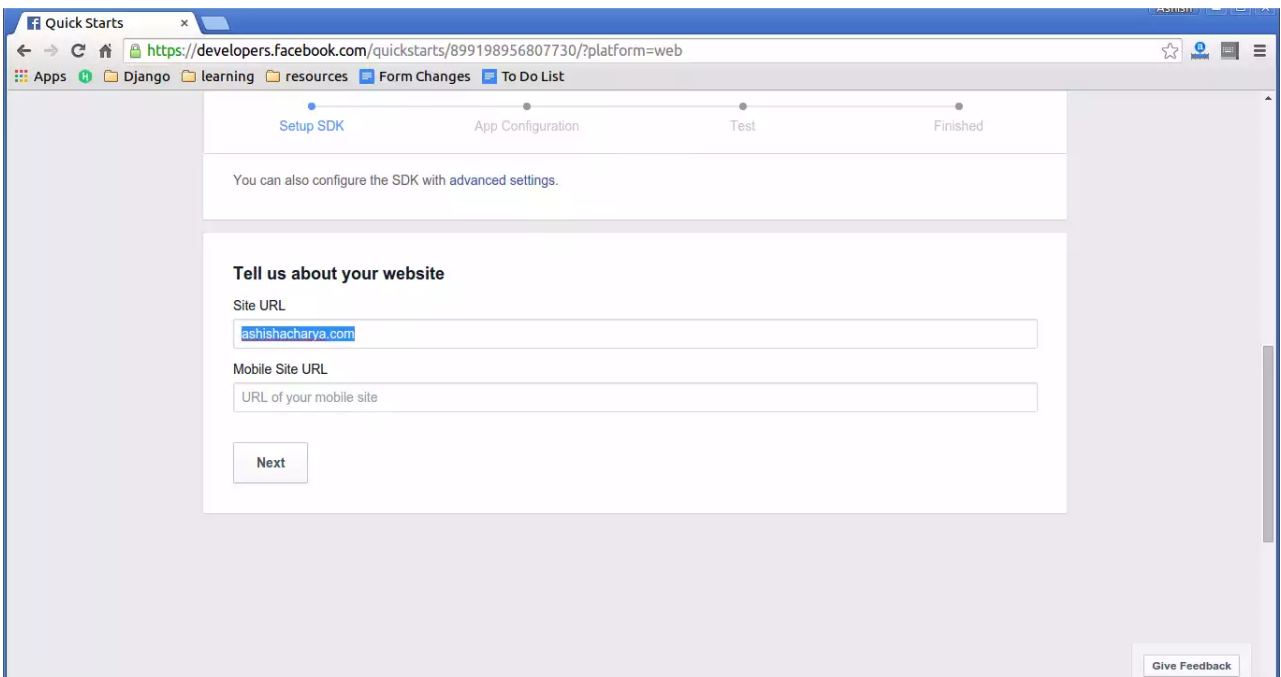 Ashish
Quick Starts
https://developers.facebook.com/quickstarts/899198956807730/?platform=web
Apps Django learning resources Form Changes To Do List
Setup SDK App Configuration Test Finished
You can also configure the SDK with advanced settings.
Tell us about your website
Site URL
ashishacharya.com
Mobile Site URL
URL of your mobile site
Next
Give Feedback